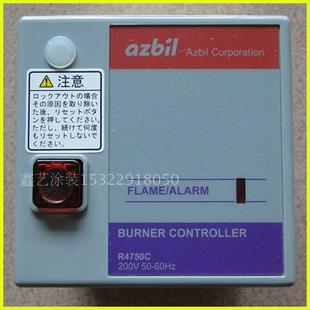 azbil Azbil Corporation
⚠注意
ロックアウトの場合
その原因を取り除い
た後、リセットボタン
を押してください。
ただし、続けて何度
もリセットしないで
ください。
鑫艺涂装15322918050
FLAME/ALARM
BURNER CONTROLLER
R4750C
200V 50-60Hz